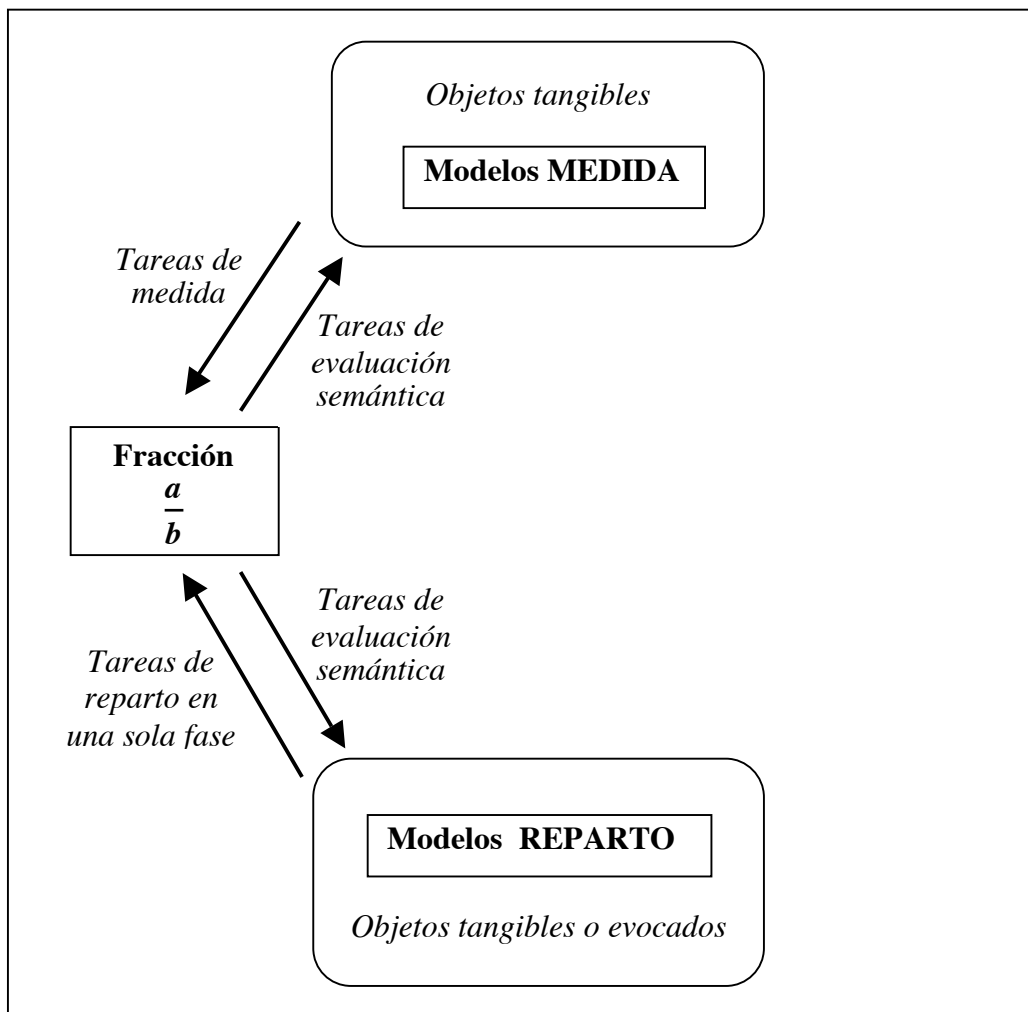 Objetos tangibles
Modelos MEDIDA
Tareas de
medida
Tareas de
evaluación
semántica
Fracción
a
b
Tareas de
evaluación
semántica
Tareas de
reparto en
una sola fase
Modelos REPARTO
Objetos tangibles o evocados